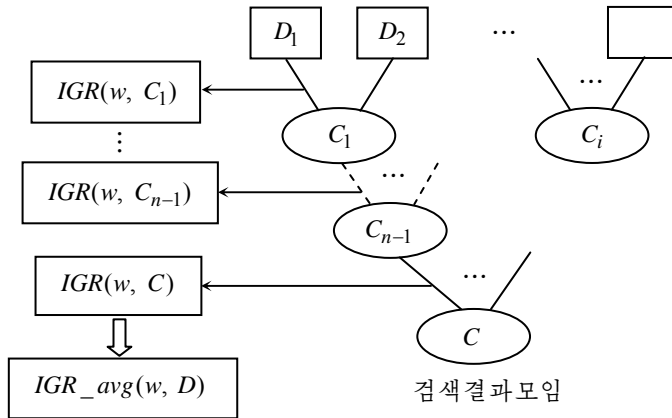 D₁ D₂ ...
IGR(w, C₁) ...
C₁ Cᵢ
⋮
IGR(w, Cₙ₋₁) ...
Cₙ₋₁
IGR(w, C) ...
C
IGR_avg(w, D) 검색결과모임